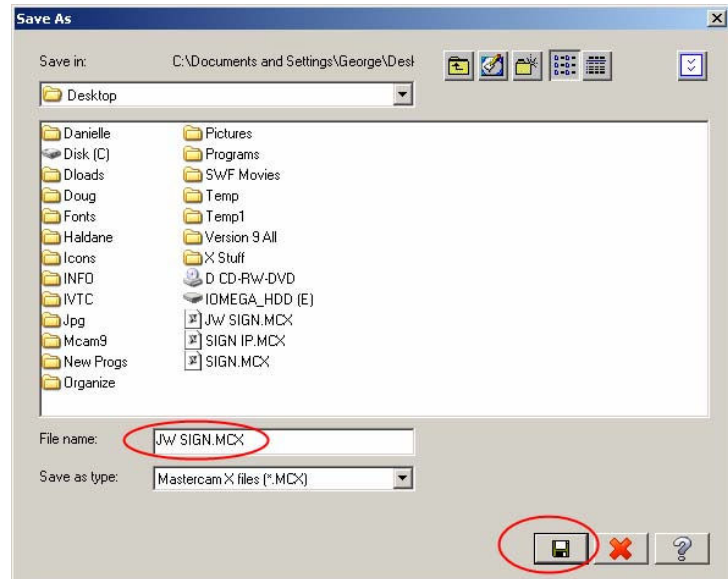 Save As
Save in: C:\Documents and Settings\George\Desk
Desktop
Danielle
Disk (C)
Dloads
Doug
Fonts
Haldane
Icons
INFO
IVTC
Jpg
Mcam9
New Progs
Organize
Pictures
Programs
SWF Movies
Temp
Temp1
Version 9 All
X Stuff
D CD-RW-DVD
IOMEGA_HDD (E)
JW SIGN.MCX
SIGN IP.MCX
SIGN.MCX
File name: JW SIGN.MCX
Save as type: Mastercam X files (*.MCX)